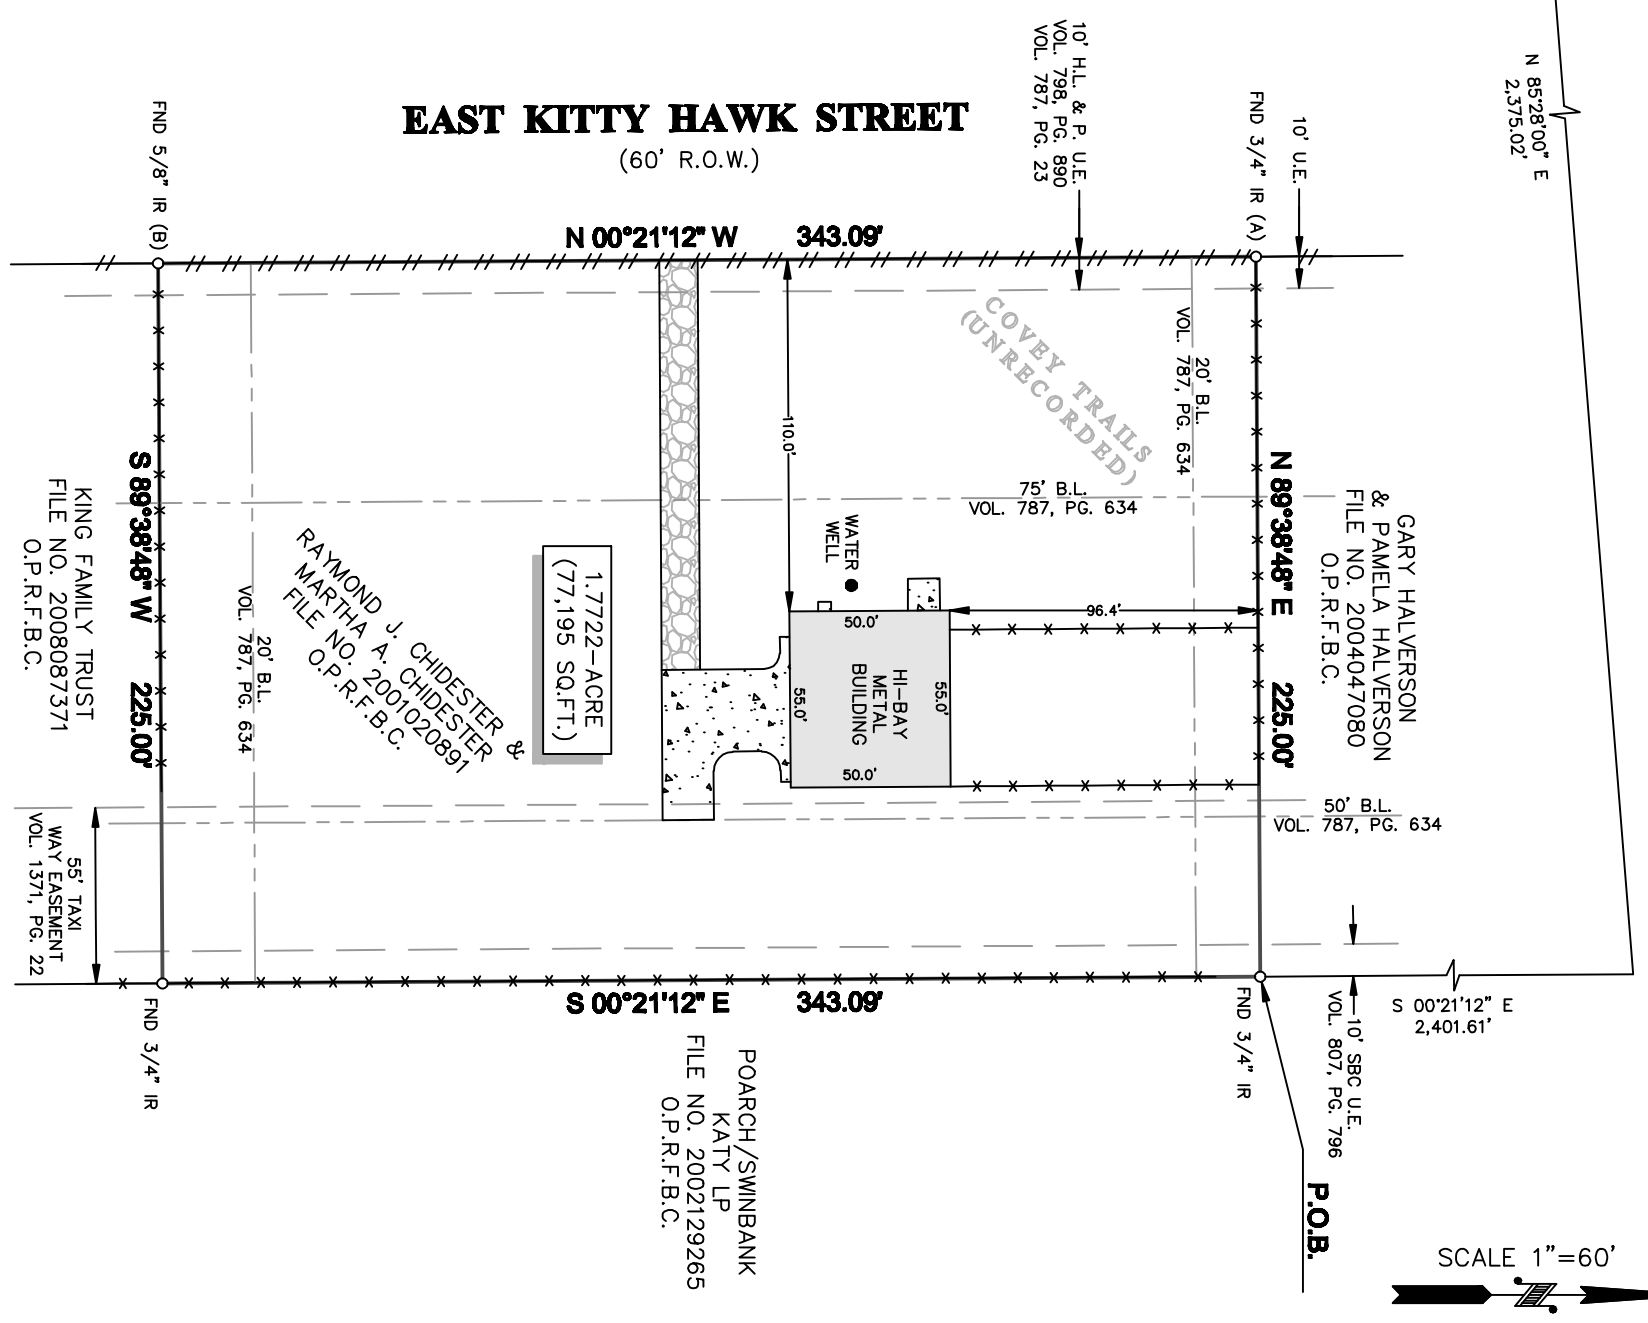 N 85°28'00" E
2,375.02'
10' H.L. & P. U.E.
VOL. 798, PG. 890
VOL. 787, PG. 23
10' U.E.
FND 5/8" IR (B)
EAST KITTY HAWK STREET
(60' R.O.W.)
FND 3/4" IR (A)
N 00°21'12" W 343.09'
COVEY TRAILS
(UNRECORDED)
20' B.L.
VOL. 787, PG. 634
110.0'
75' B.L.
VOL. 787, PG. 634
S 89°38'48" W 225.00'
KING FAMILY TRUST
FILE NO. 2008087371
O.P.R.F.B.C.
20' B.L.
VOL. 787, PG. 634
RAYMOND J. CHIDESTER &
MARTHA A. CHIDESTER
FILE NO. 2001020891
O.P.R.F.B.C.
1.7722-ACRE
(77,195 SQ.FT.)
WATER
WELL
50.0'
55.0'
HI-BAY
METAL
BUILDING
55.0'
50.0'
96.4'
N 89°38'48" E 225.00'
GARY HALVERSON
& PAMELA HALVERSON
FILE NO. 2004047080
O.P.R.F.B.C.
50' B.L.
VOL. 787, PG. 634
55' TAXI
WAY EASEMENT
VOL. 1371, PG. 22
FND 3/4" IR
S 00°21'12" E 343.09'
FND 3/4" IR
10' SBC U.E.
VOL. 807, PG. 796
S 00°21'12" E
2,401.61'
POARCH/SWINBANK
KATY LP
FILE NO. 2002129265
O.P.R.F.B.C.
P.O.B.
SCALE 1"=60'